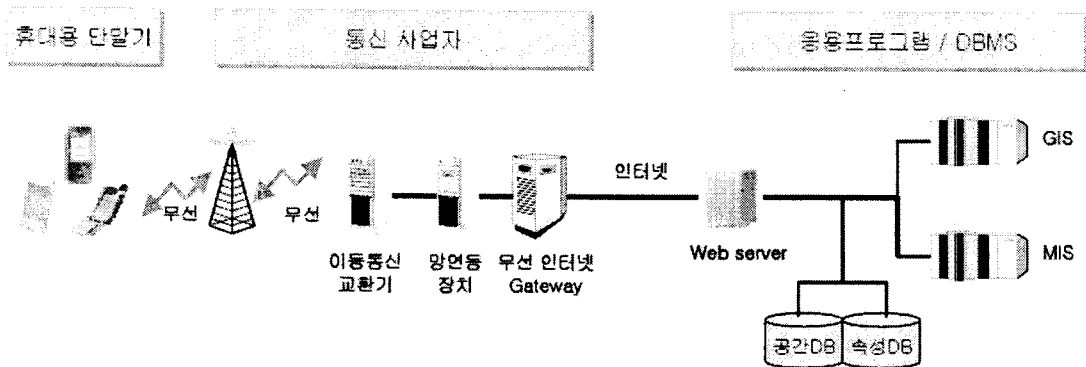 휴대용 단말기
통신 사업자
응용프로그램 / DBMS
무선
무선
인터넷
GIS
이동통신
교환기
망연동
장치
무선 인터넷
Gateway
Web server
MIS
공간DB
속성DB